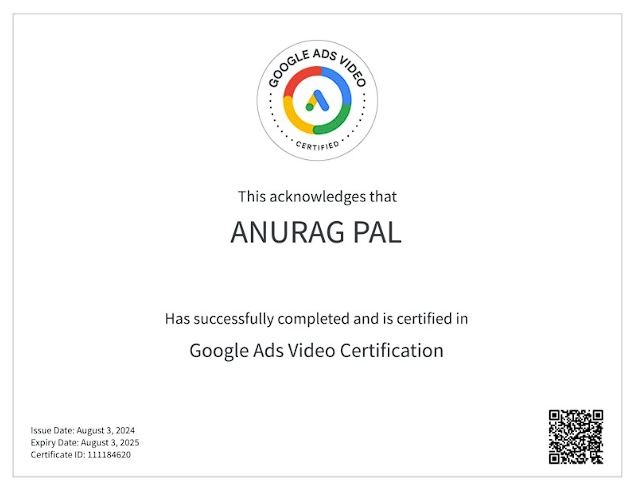 GOOGLE ADS VIDEO
CERTIFIED
This acknowledges that
ANURAG PAL
Has successfully completed and is certified in
Google Ads Video Certification
Issue Date: August 3, 2024
Expiry Date: August 3, 2025
Certificate ID: 111184620